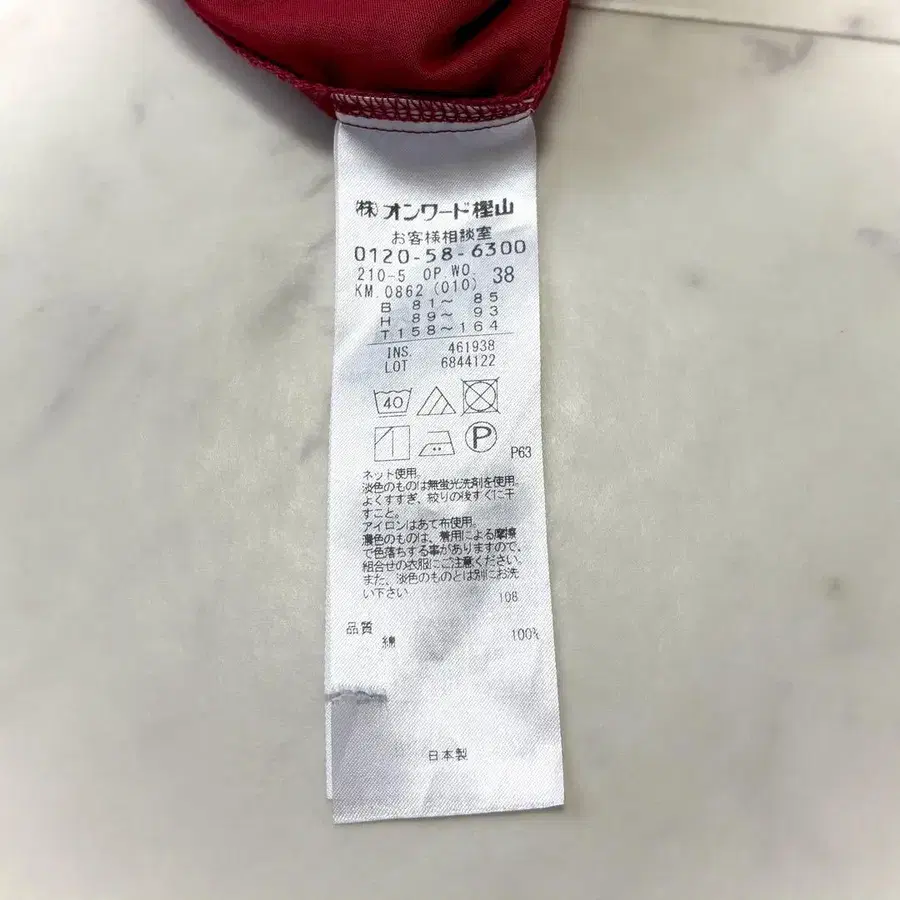 ㈱オンワード樫山
お客様相談室
0120-58-6300
210-5 OP.WO. 38
KM.0862 (010)
B 81～ 85
H 89～ 93
T158～164
INS. 461938
LOT 6844122
40
P P63
ネット使用。
淡色のものは無蛍光洗剤を使用。
よくすすぎ、絞りの後すぐに干
すこと。
アイロンはあて布使用。
濃色のものは、着用による摩擦
で色落ちする事がありますので、
組合せの衣服にご注意ください。
また、淡色のものとは別にお洗
い下さい
108
品質
綿 100%
日本製